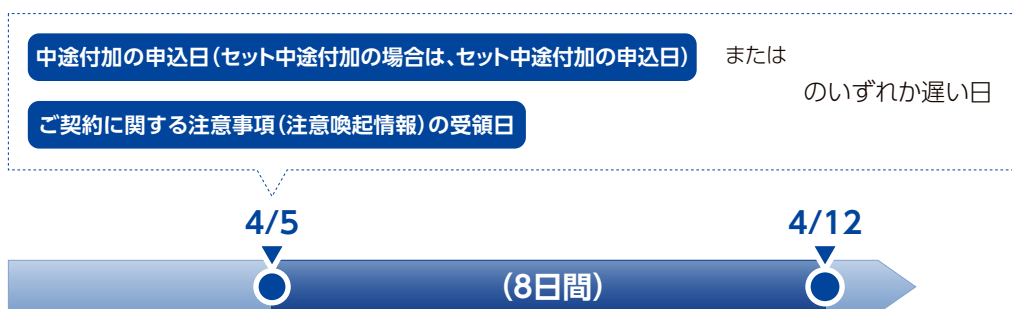 中途付加の申込日(セット中途付加の場合は、セット中途付加の申込日) または
のいずれか遅い日
ご契約に関する注意事項(注意喚起情報)の受領日
4/5 4/12
(8日間)